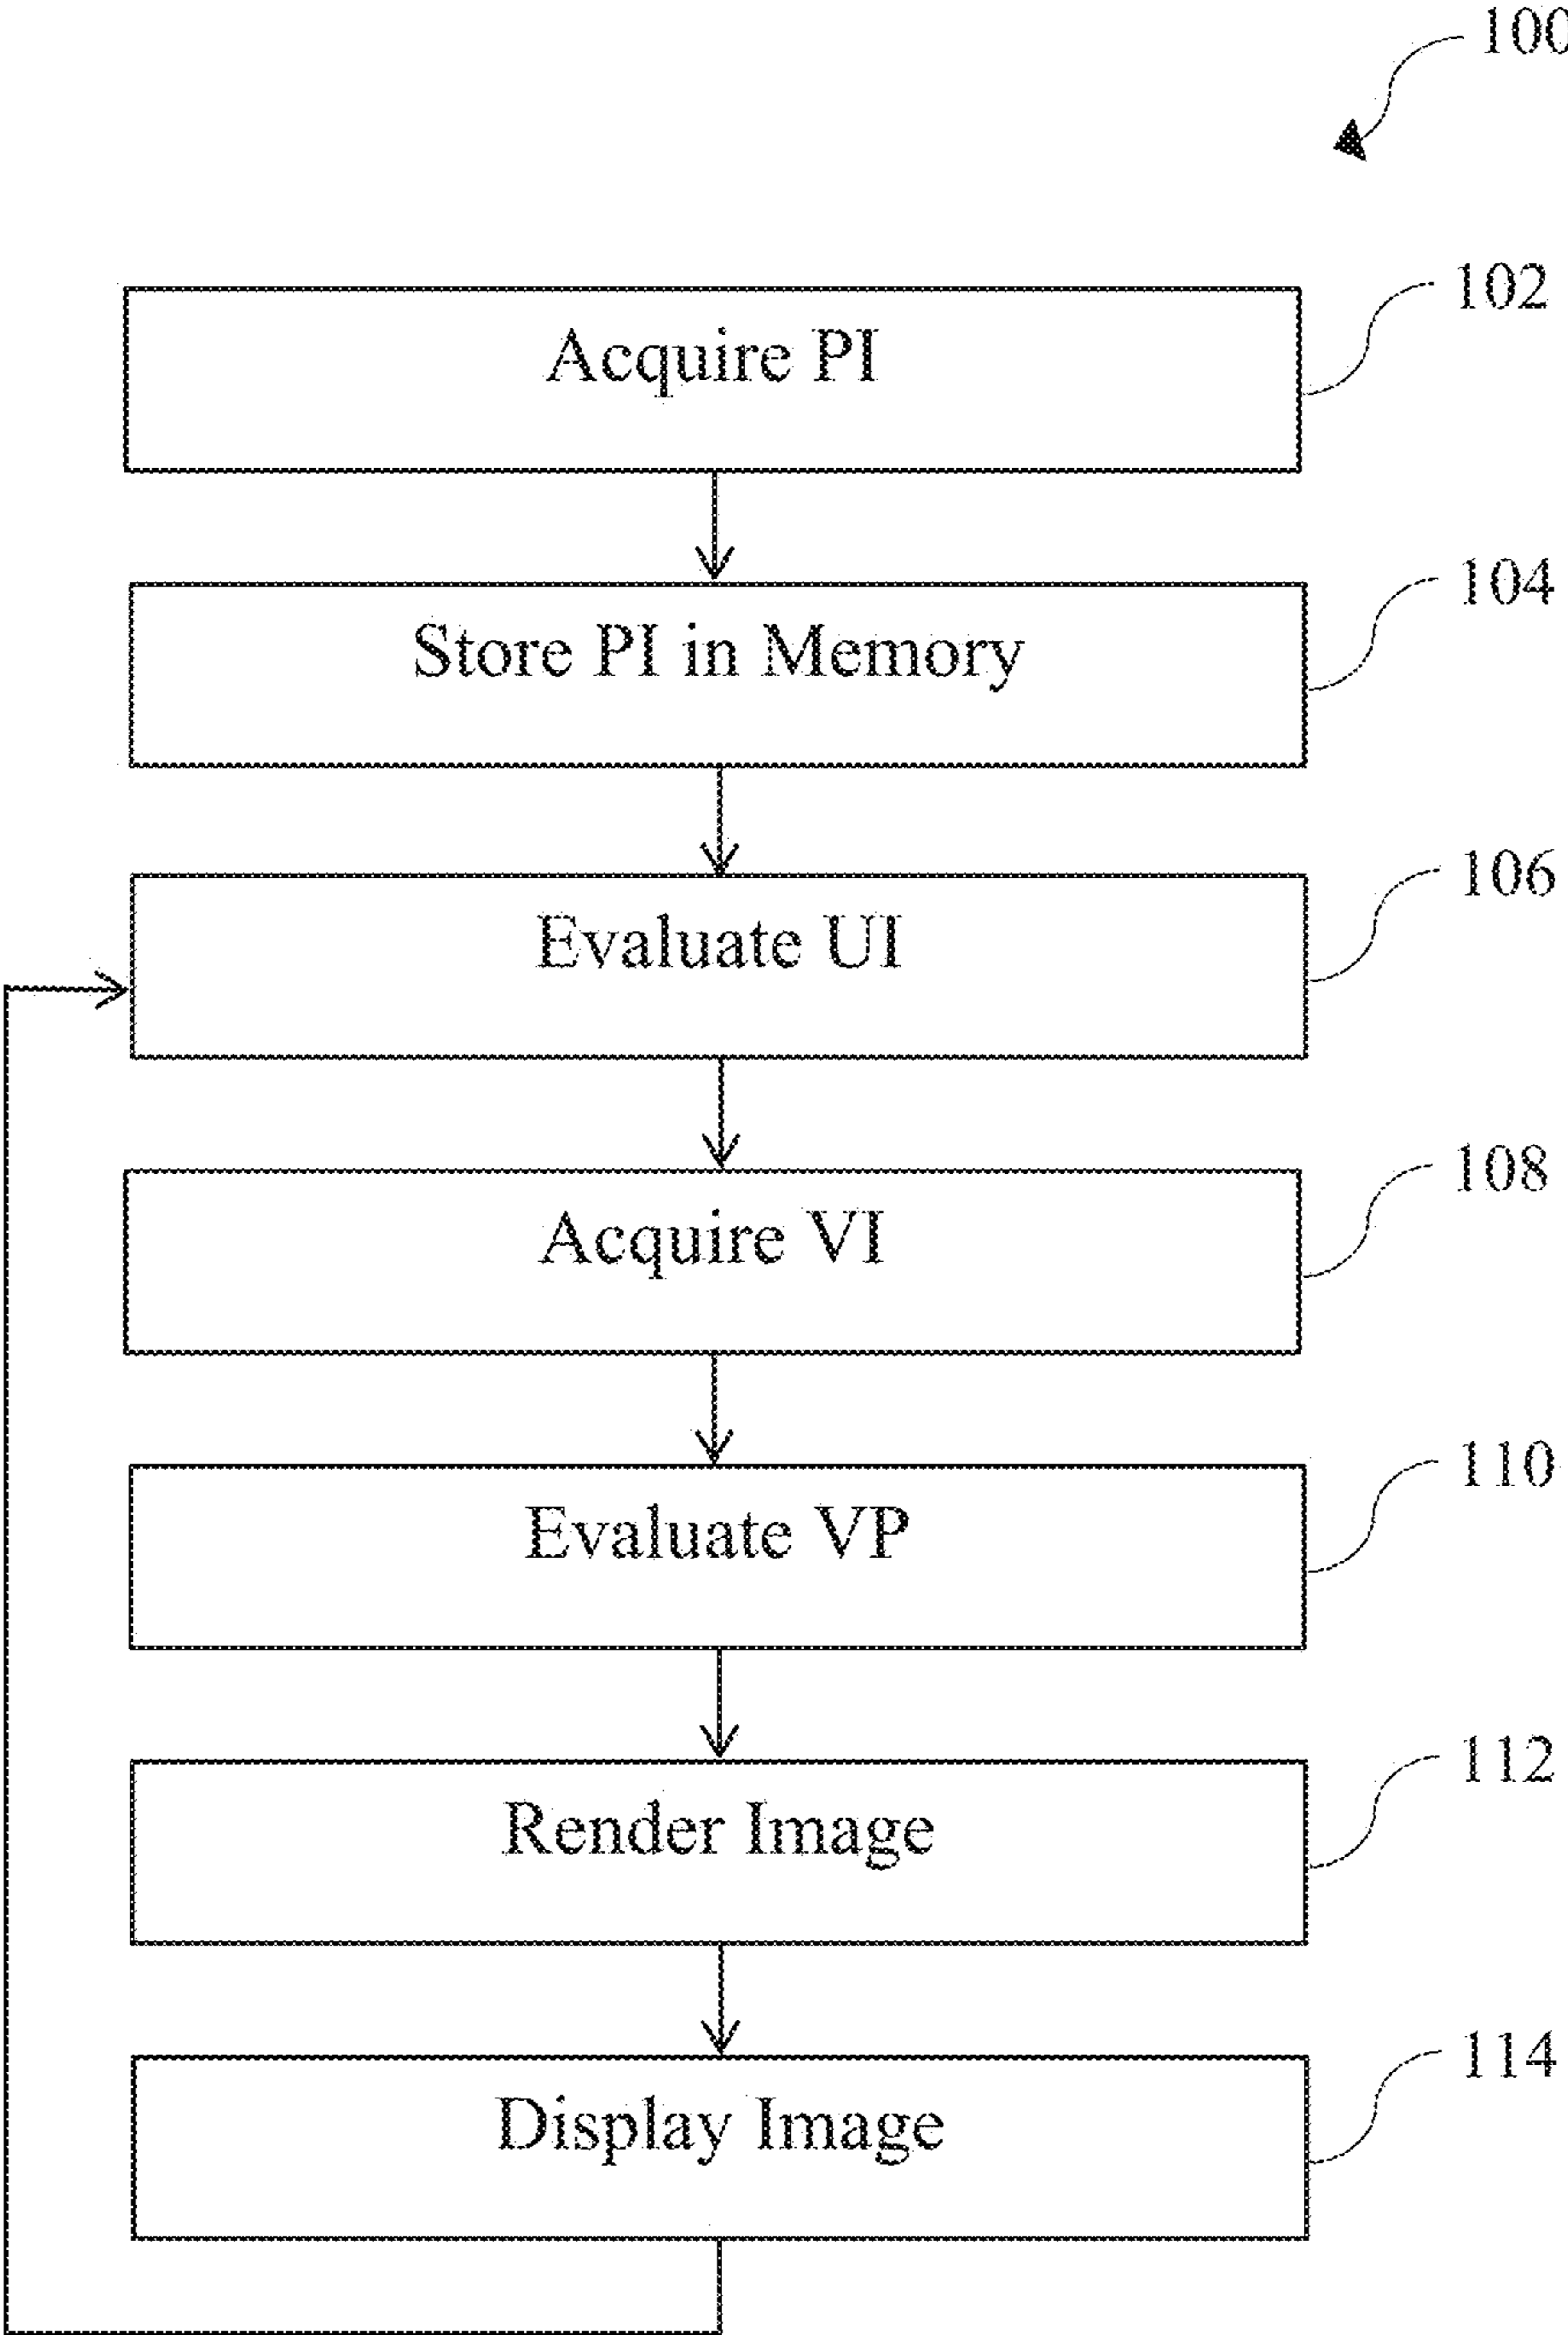 100
Acquire PI
102
Store PI in Memory
104
Evaluate UI
106
Acquire VI
108
Evaluate VP
110
Render Image
112
Display Image
114